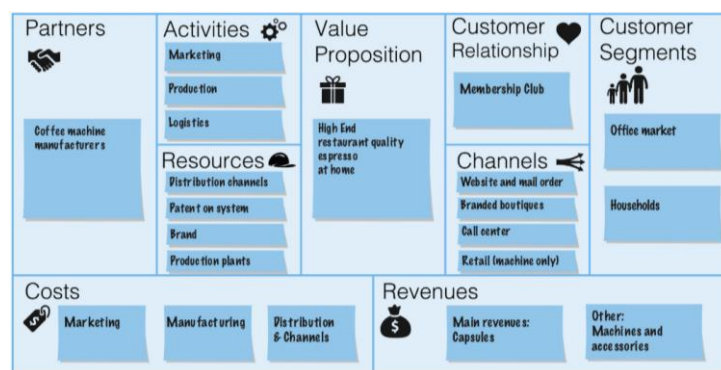 Partners
Coffee machine
manufacturers
Activities
Marketing
Production
Logistics
Resources
Distribution channels
Patent on system
Brand
Production plants
Value
Proposition
High End
restaurant quality
espresso
at home
Customer
Relationship
Membership Club
Channels
Website and mail order
Branded boutiques
Call center
Retail (machine only)
Customer
Segments
Office market
Households
Costs
$
Marketing
Manufacturing
Distribution
& Channels
Revenues
$
Main revenues:
Capsules
Other:
Machines and
accessories